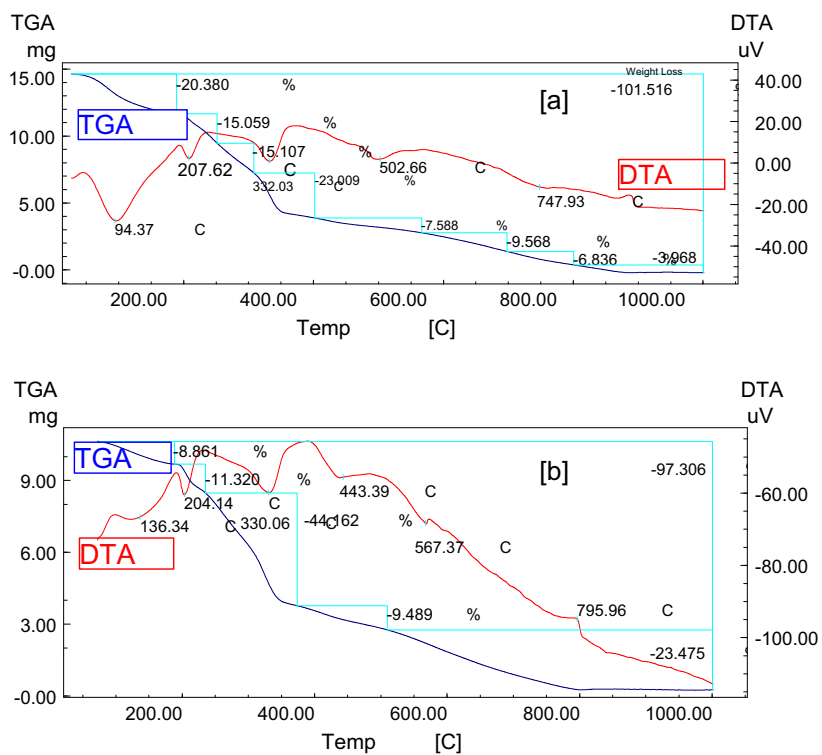 TGA
mg
DTA
uV
15.00
10.00
5.00
-0.00
40.00
20.00
0.00
-20.00
-40.00
Weight Loss
-20.380 %
-101.516
[a]
-15.059 %
TGA
-15.107 %
207.62 C
332.03 C
-23.009 %
502.66 C
DTA
747.93 C
94.37 C
-7.588 %
-9.568 %
-6.836 %
-3.968
200.00 400.00 600.00 800.00 1000.00
Temp [C]
TGA
mg
DTA
uV
9.00
6.00
3.00
-0.00
-60.00
-80.00
-100.00
TGA
-8.861 %
[b]
-97.306
-11.320 %
443.39 C
204.14 C
136.34 C
330.06 C
-44.162 %
DTA
567.37 C
-9.489 %
795.96 C
-23.475
200.00 400.00 600.00 800.00 1000.00
Temp [C]